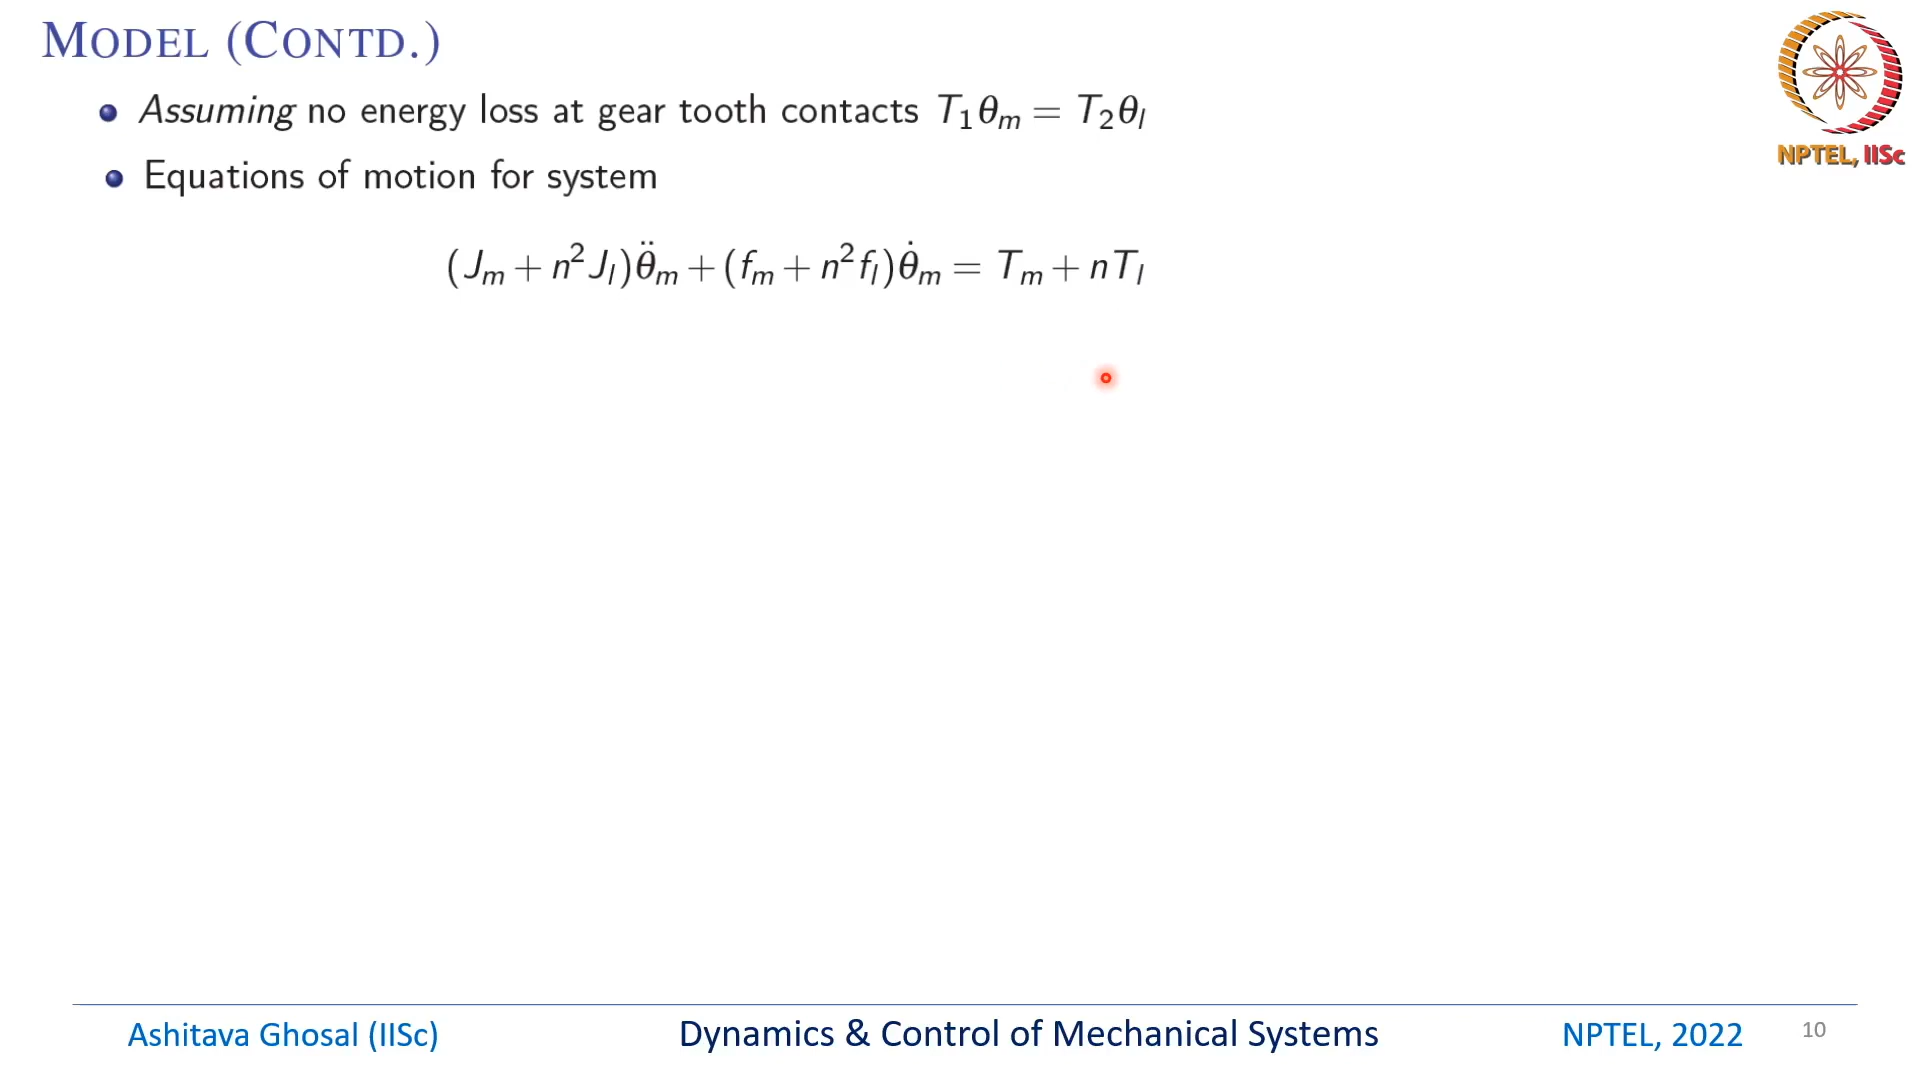 MODEL (CONTD.)
NPTEL, IISc
Assuming no energy loss at gear tooth contacts T₁θₘ = T₂θₗ
Equations of motion for system
(Jₘ + n²Jₗ)θ̈ₘ + (fₘ + n²fₗ)θ̇ₘ = Tₘ + nTₗ
Ashitava Ghosal (IISc) Dynamics & Control of Mechanical Systems NPTEL, 2022 10